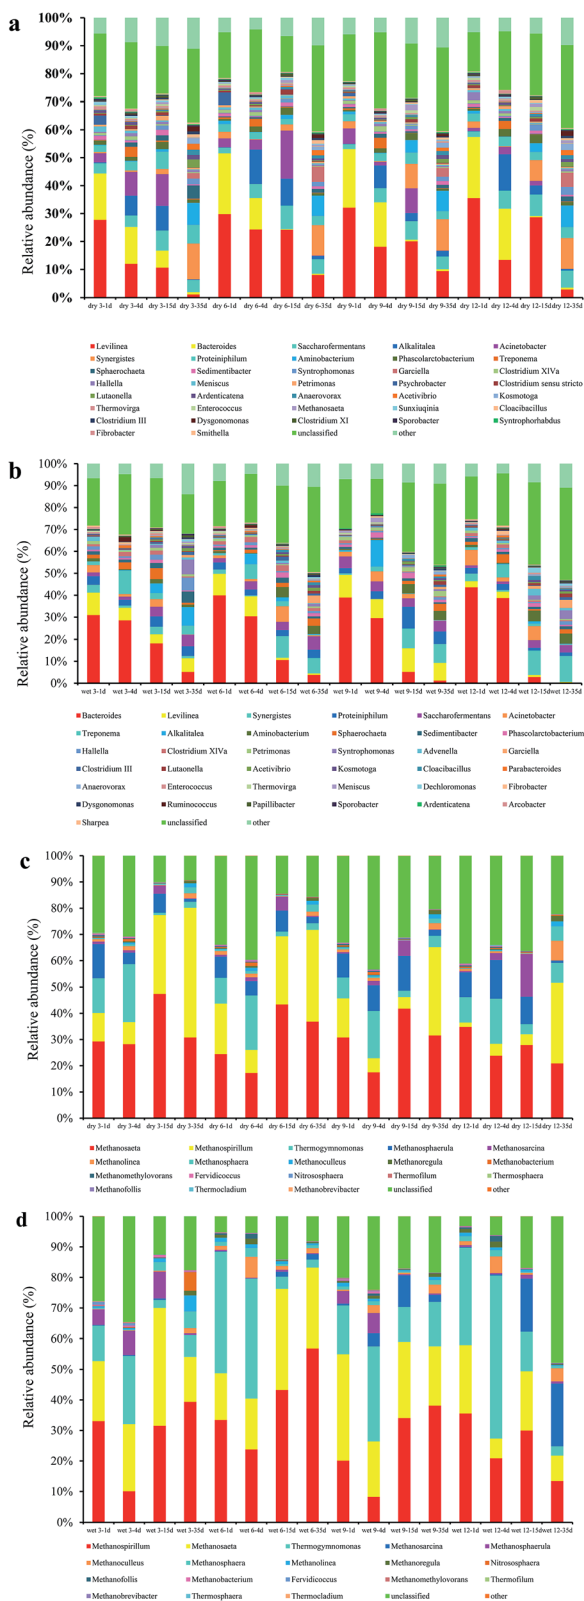 a
100%
90%
80%
70%
60%
50%
40%
30%
20%
10%
0%
Relative abundance (%)
dry 3-1d dry 3-4d dry 3-15d dry 3-35d dry 6-1d dry 6-4d dry 6-15d dry 6-35d dry 9-1d dry 9-4d dry 9-15d dry 9-35d dry 12-1d dry 12-4d dry 12-15d dry 12-35d
Levilinea Bacteroides Saccharofermentans Alkalitalea Acinetobacter
Synergistes Proteiniphilum Aminobacterium Phascolarctobacterium Treponema
Sphaerochaeta Sedimentibacter Syntrophomonas Garciella Clostridium XIVa
Hallella Meniscus Petrimonas Psychrobacter Clostridium sensu stricto
Lutaonella Ardenticatena Anaerovorax Acetivibrio Kosmotoga
Thermovirga Enterococcus Methanosaeta Sunxiuqinia Cloacibacillus
Clostridium III Dysgonomonas Clostridium XI Sporobacter Syntrophorhabdus
Fibrobacter Smithella unclassified other
b
100%
90%
80%
70%
60%
50%
40%
30%
20%
10%
0%
Relative abundance (%)
wet 3-1d wet 3-4d wet 3-15d wet 3-35d wet 6-1d wet 6-4d wet 6-15d wet 6-35d wet 9-1d wet 9-4d wet 9-15d wet 9-35d wet 12-1d wet 12-4d wet 12-15d wet 12-35d
Bacteroides Levilinea Synergistes Proteiniphilum Saccharofermentans Acinetobacter
Treponema Alkalitalea Aminobacterium Sphaerochaeta Sedimentibacter Phascolarctobacterium
Hallella Clostridium XIVa Petrimonas Syntrophomonas Advenella Garciella
Clostridium III Lutaonella Acetivibrio Kosmotoga Cloacibacillus Parabacteroides
Anaerovorax Enterococcus Thermovirga Meniscus Dechloromonas Fibrobacter
Dysgonomonas Ruminococcus Papillibacter Sporobacter Ardenticatena Arcobacter
Sharpea unclassified other
c
100%
90%
80%
70%
60%
50%
40%
30%
20%
10%
0%
Relative abundance (%)
dry 3-1d dry 3-4d dry 3-15d dry 3-35d dry 6-1d dry 6-4d dry 6-15d dry 6-35d dry 9-1d dry 9-4d dry 9-15d dry 9-35d dry 12-1d dry 12-4d dry 12-15d dry 12-35d
Methanosaeta Methanospirillum Thermogymnomonas Methanosphaerula Methanosarcina
Methanolinea Methanosphaera Methanoculleus Methanoregula Methanobacterium
Methanomethylovorans Fervidicoccus Nitrososphaera Thermofilum Thermosphaera
Methanofollis Thermocladium Methanobrevibacter unclassified other
d
100%
90%
80%
70%
60%
50%
40%
30%
20%
10%
0%
Relative abundance (%)
wet 3-1d wet 3-4d wet 3-15d wet 3-35d wet 6-1d wet 6-4d wet 6-15d wet 6-35d wet 9-1d wet 9-4d wet 9-15d wet 9-35d wet 12-1d wet 12-4d wet 12-15d wet 12-35d
Methanospirillum Methanosaeta Thermogymnomonas Methanosarcina Methanosphaerula
Methanoculleus Methanosphaera Methanolinea Methanoregula Nitrososphaera
Methanofollis Methanobacterium Fervidicoccus Methanomethylovorans Thermofilum
Methanobrevibacter Thermosphaera Thermocladium unclassified other